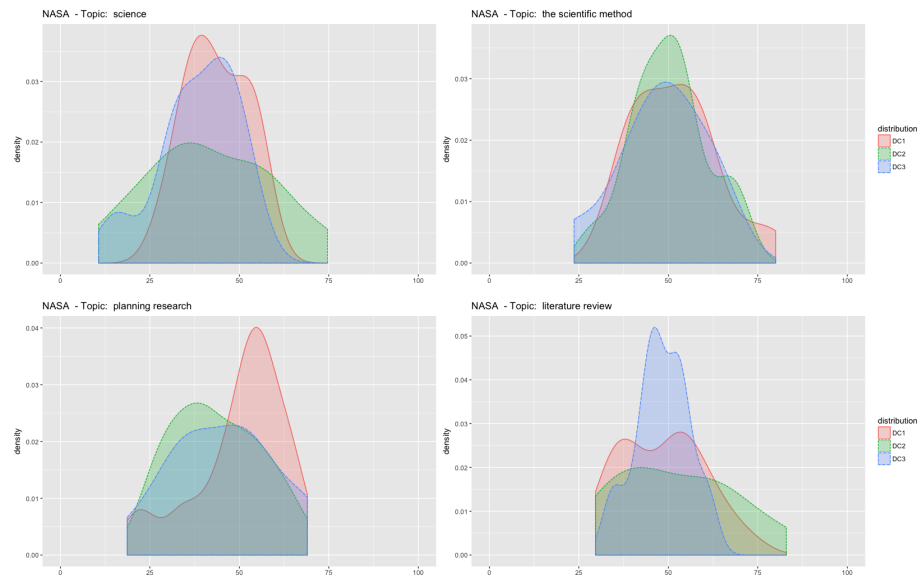 NASA - Topic: science
density
0.03
0.02
0.01
0.00
0
25
50
75
100
NASA - Topic: the scientific method
density
0.03
0.02
0.01
0.00
0
25
50
75
100
distribution
DC1
DC2
DC3
NASA - Topic: planning research
density
0.04
0.03
0.02
0.01
0.00
0
25
50
75
100
NASA - Topic: literature review
density
0.05
0.04
0.03
0.02
0.01
0.00
0
25
50
75
100
distribution
DC1
DC2
DC3